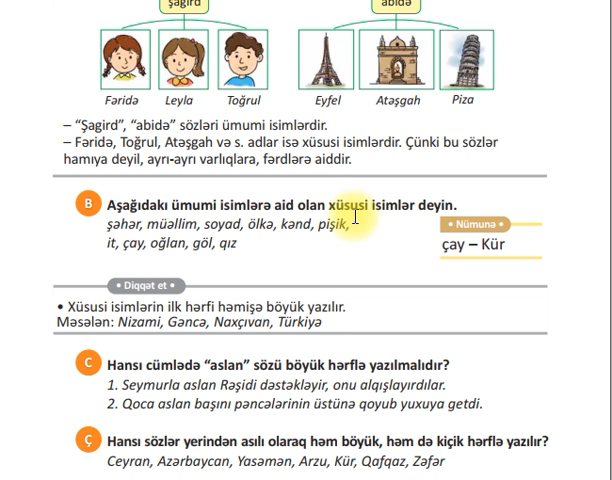 şagird
abidə
Fəridə
Leyla
Toğrul
Eyfel
Atəşgah
Piza
– “Şagird”, “abidə” sözləri ümumi isimlərdir.
– Fəridə, Toğrul, Atəşgah və s. adlar isə xüsusi isimlərdir. Çünki bu sözlər
hamıya deyil, ayrı-ayrı varlıqlara, fərdlərə aiddir.
B
Aşağıdakı ümumi isimlərə aid olan xüsusi isimlər deyin.
şəhər, müəllim, soyad, ölkə, kənd, pişik,
it, çay, oğlan, göl, qız
• Nümunə •
çay – Kür
• Diqqət et •
• Xüsusi isimlərin ilk hərfi həmişə böyük yazılır.
Məsələn: Nizami, Gəncə, Naxçıvan, Türkiyə
C
Hansı cümlədə “aslan” sözü böyük hərflə yazılmalıdır?
1. Seymurla aslan Rəşidi dəstəkləyir, onu alqışlayırdılar.
2. Qoca aslan başını pəncələrinin üstünə qoyub yuxuya getdi.
Ç
Hansı sözlər yerindən asılı olaraq həm böyük, həm də kiçik hərflə yazılır?
Ceyran, Azərbaycan, Yasəmən, Arzu, Kür, Qafqaz, Zəfər